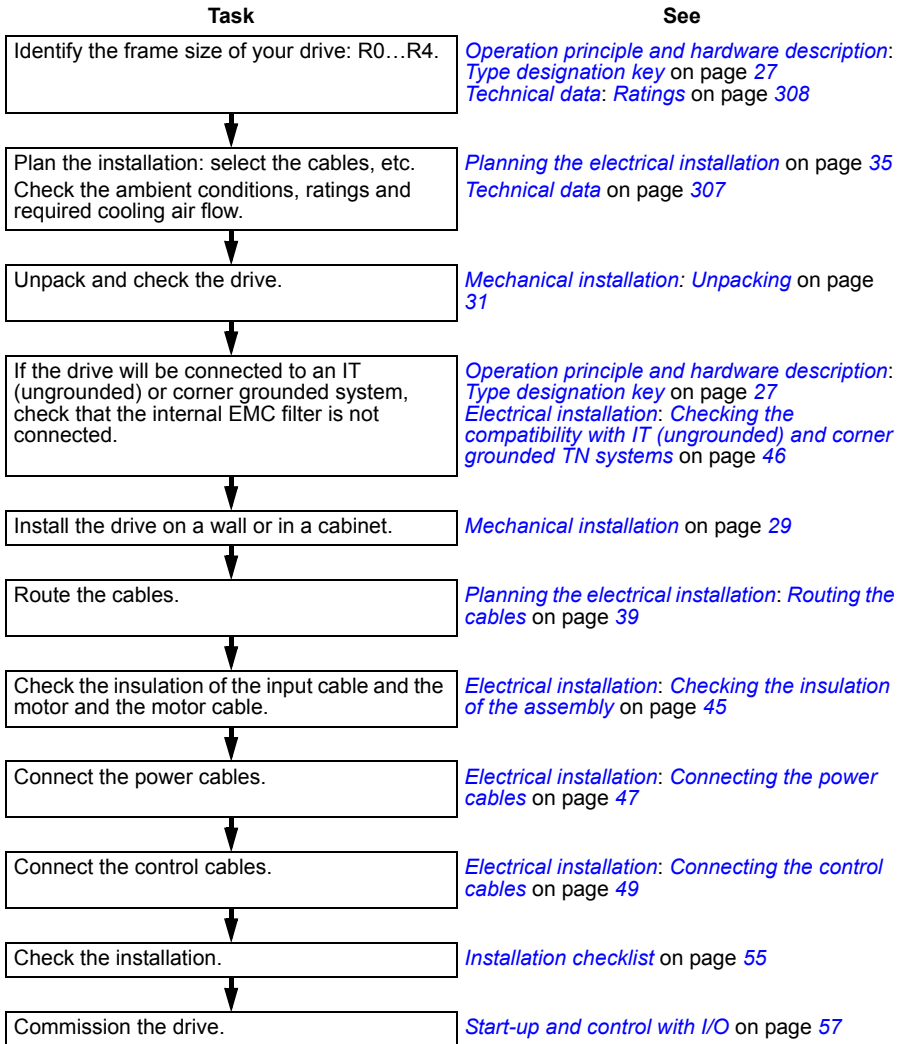 Task See
Identify the frame size of your drive: R0…R4.
Operation principle and hardware description:
Type designation key on page 27
Technical data: Ratings on page 308
Plan the installation: select the cables, etc.
Check the ambient conditions, ratings and
required cooling air flow.
Planning the electrical installation on page 35
Technical data on page 307
Unpack and check the drive.
Mechanical installation: Unpacking on page
31
If the drive will be connected to an IT
(ungrounded) or corner grounded system,
check that the internal EMC filter is not
connected.
Operation principle and hardware description:
Type designation key on page 27
Electrical installation: Checking the
compatibility with IT (ungrounded) and corner
grounded TN systems on page 46
Install the drive on a wall or in a cabinet.
Mechanical installation on page 29
Route the cables.
Planning the electrical installation: Routing the
cables on page 39
Check the insulation of the input cable and the
motor and the motor cable.
Electrical installation: Checking the insulation
of the assembly on page 45
Connect the power cables.
Electrical installation: Connecting the power
cables on page 47
Connect the control cables.
Electrical installation: Connecting the control
cables on page 49
Check the installation.
Installation checklist on page 55
Commission the drive.
Start-up and control with I/O on page 57